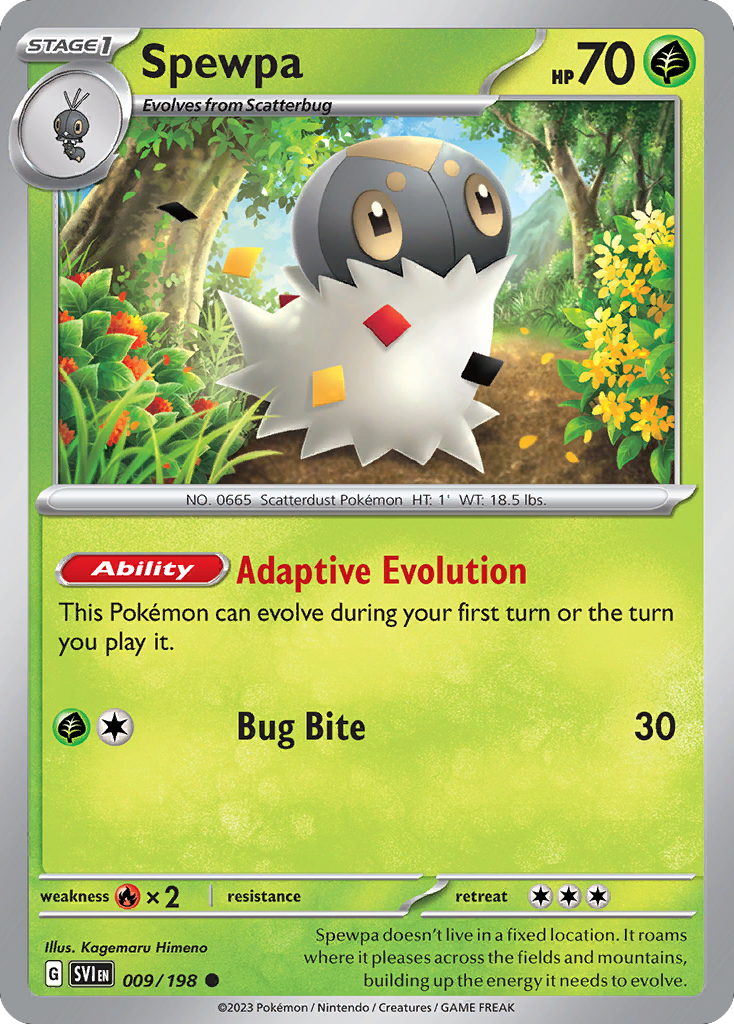 STAGE1
Spewpa
HP 70
Evolves from Scatterbug
NO. 0665 Scatterdust Pokémon HT: 1' WT: 18.5 lbs.
Ability Adaptive Evolution
This Pokémon can evolve during your first turn or the turn
you play it.
Bug Bite 30
weakness ×2 resistance retreat
Illus. Kagemaru Himeno
G SVI EN 009/198
Spewpa doesn't live in a fixed location. It roams
where it pleases across the fields and mountains,
building up the energy it needs to evolve.
©2023 Pokémon / Nintendo / Creatures / GAME FREAK